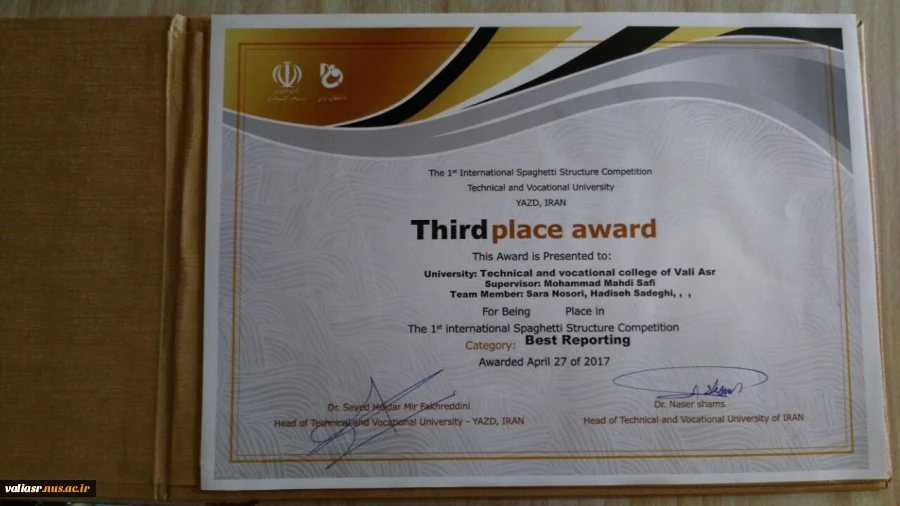 The 1st International Spaghetti Structure Competition
Technical and Vocational University
YAZD, IRAN
Third place award
This Award is Presented to:
University: Technical and vocational college of Vali Asr
Supervisor: Mohammad Mahdi Safi
Team Member: Sara Nosori, Hadiseh Sadeghi, , ,
For Being Place in
The 1st international Spaghetti Structure Competition
Category: Best Reporting
Awarded April 27 of 2017
Dr. Seyed Heidar Mir Fakhreddini
Head of Technical and Vocational University - YAZD, IRAN
Dr. Naser shams
Head of Technical and Vocational University of IRAN
valiasr.nus.ac.ir